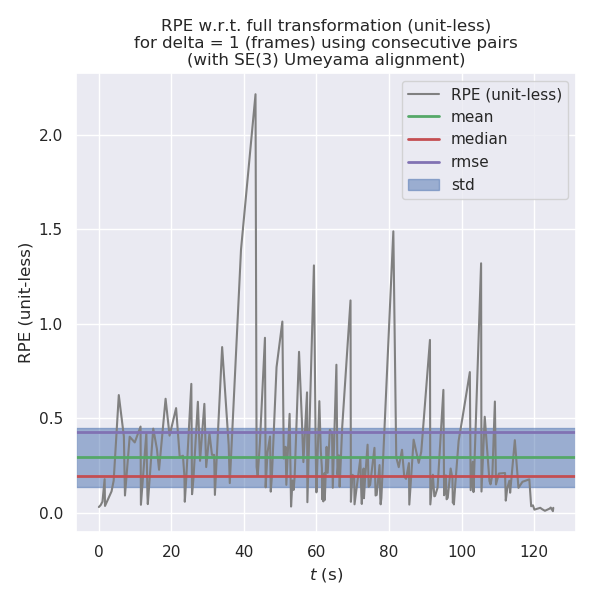 RPE w.r.t. full transformation (unit-less)
for delta = 1 (frames) using consecutive pairs
(with SE(3) Umeyama alignment)
RPE (unit-less)
mean
median
rmse
std
RPE (unit-less)
2.0
1.5
1.0
0.5
0.0
0 20 40 60 80 100 120
t (s)